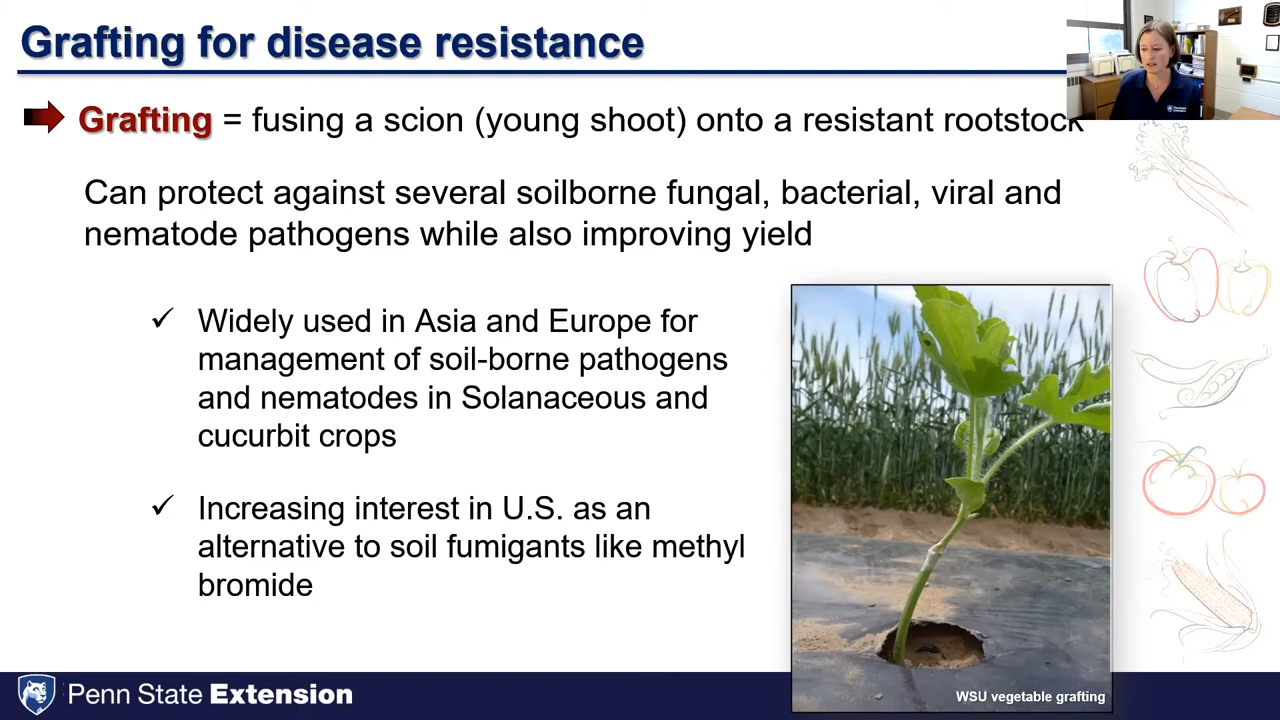 Grafting for disease resistance
Grafting = fusing a scion (young shoot) onto a resistant rootstock
Can protect against several soilborne fungal, bacterial, viral and
nematode pathogens while also improving yield
✓ Widely used in Asia and Europe for
management of soil-borne pathogens
and nematodes in Solanaceous and
cucurbit crops
✓ Increasing interest in U.S. as an
alternative to soil fumigants like methyl
bromide
WSU vegetable grafting
Penn State Extension